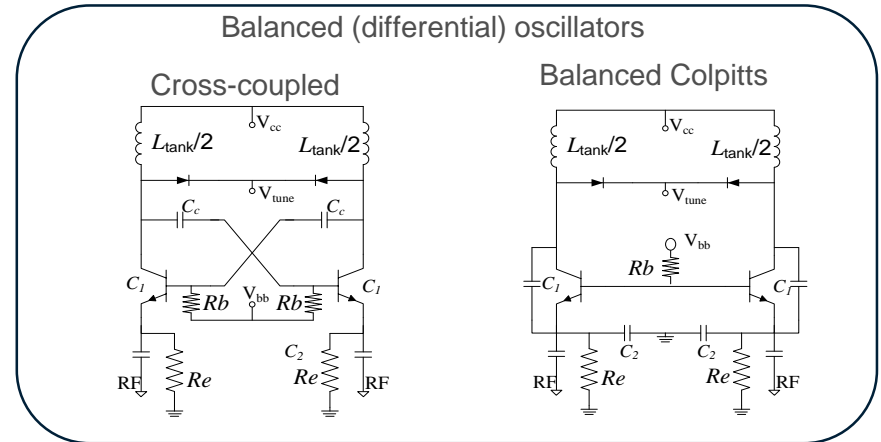 Balanced (differential) oscillators
Cross-coupled
Balanced Colpitts
Vcc
Ltank/2 Ltank/2
Vtune
Cc Cc
C1 C1
Rb Vbb Rb
C2
RF Re Re RF
Vcc
Ltank/2 Ltank/2
Vtune
Vbb
Rb
C1 C1
C2 C2
RF Re Re RF